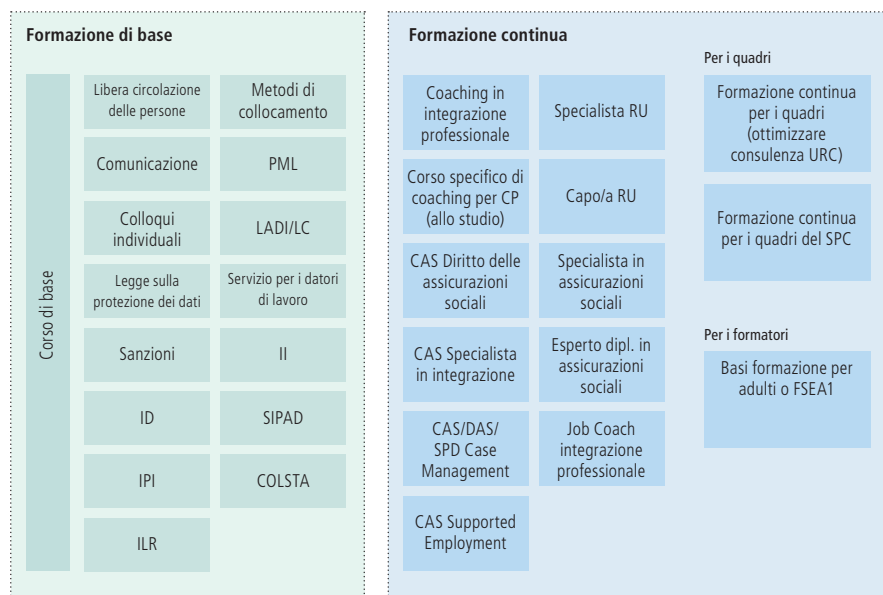 Formazione di base
Corso di base
Libera circolazione
delle persone
Metodi di
collocamento
Comunicazione
PML
Colloqui
individuali
LADI/LC
Legge sulla
protezione dei dati
Servizio per i datori
di lavoro
Sanzioni
II
ID
SIPAD
IPI
COLSTA
ILR
Formazione continua
Coaching in
integrazione
professionale
Specialista RU
Corso specifico di
coaching per CP
(allo studio)
Capo/a RU
CAS Diritto delle
assicurazioni
sociali
Specialista in
assicurazioni
sociali
CAS Specialista
in integrazione
Esperto dipl. in
assicurazioni
sociali
CAS/DAS/
SPD Case
Management
Job Coach
integrazione
professionale
CAS Supported
Employment
Per i quadri
Formazione continua
per i quadri
(ottimizzare
consulenza URC)
Formazione continua
per i quadri del SPC
Per i formatori
Basi formazione per
adulti o FSEA1